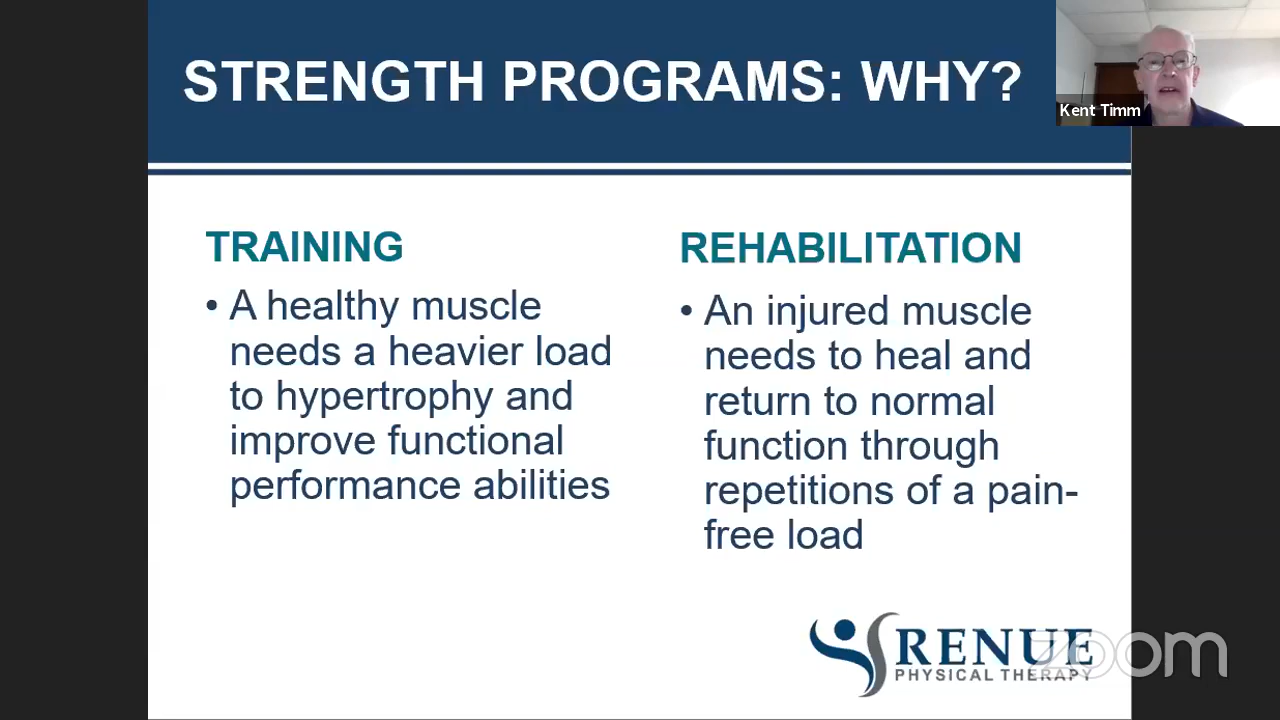 STRENGTH PROGRAMS: WHY?
Kent Timm
TRAINING
• A healthy muscle
needs a heavier load
to hypertrophy and
improve functional
performance abilities
REHABILITATION
• An injured muscle
needs to heal and
return to normal
function through
repetitions of a pain-
free load
RENUE
PHYSICAL THERAPY
zoom